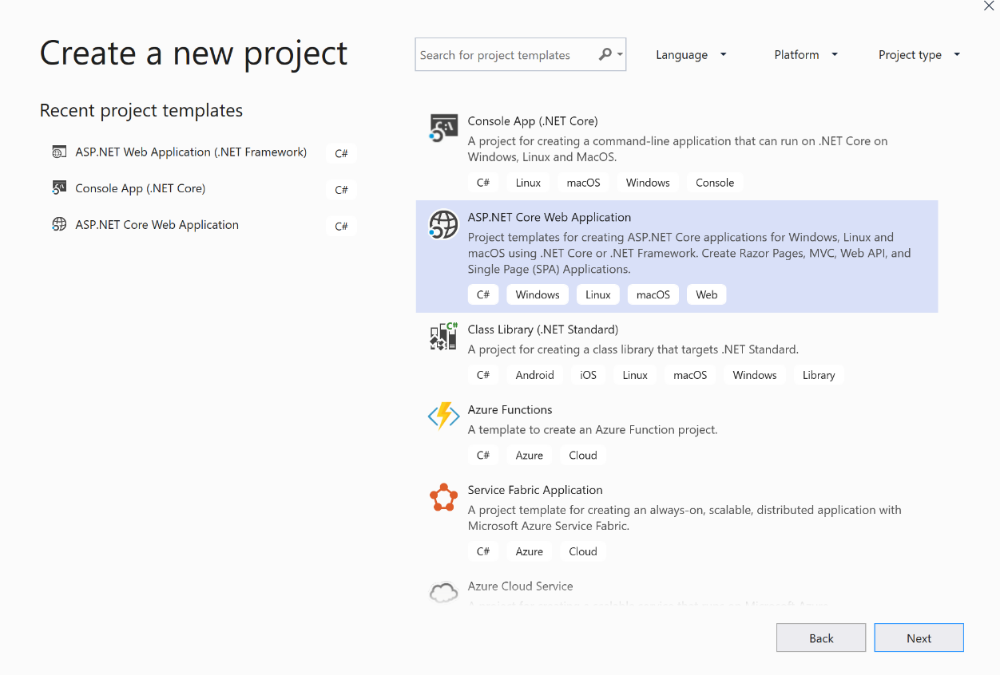 Create a new project
Search for project templates
Language
Platform
Project type
Recent project templates
ASP.NET Web Application (.NET Framework)
C#
Console App (.NET Core)
C#
ASP.NET Core Web Application
C#
Console App (.NET Core)
A project for creating a command-line application that can run on .NET Core on
Windows, Linux and MacOS.
C# Linux macOS Windows Console
ASP.NET Core Web Application
Project templates for creating ASP.NET Core applications for Windows, Linux and
macOS using .NET Core or .NET Framework. Create Razor Pages, MVC, Web API, and
Single Page (SPA) Applications.
C# Windows Linux macOS Web
C#
Class Library (.NET Standard)
A project for creating a class library that targets .NET Standard.
C# Android iOS Linux macOS Windows Library
Azure Functions
A template to create an Azure Function project.
C# Azure Cloud
Service Fabric Application
A project template for creating an always-on, scalable, distributed application with
Microsoft Azure Service Fabric.
C# Azure Cloud
Azure Cloud Service
Back
Next